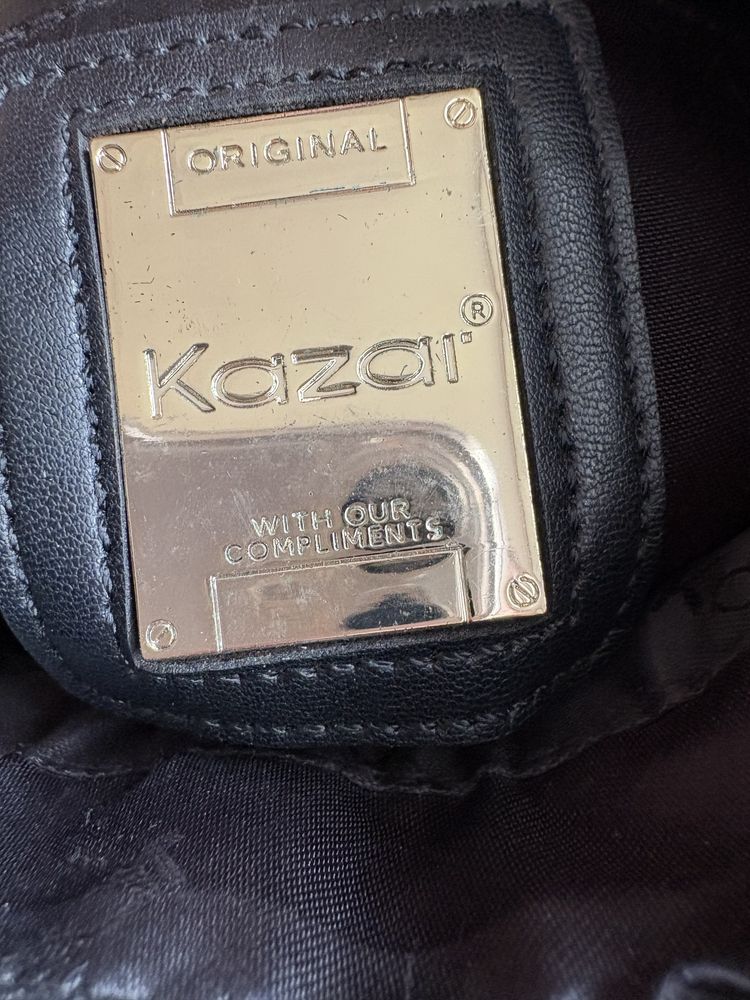 ORIGINAL
Kazar®
WITH OUR
COMPLIMENTS